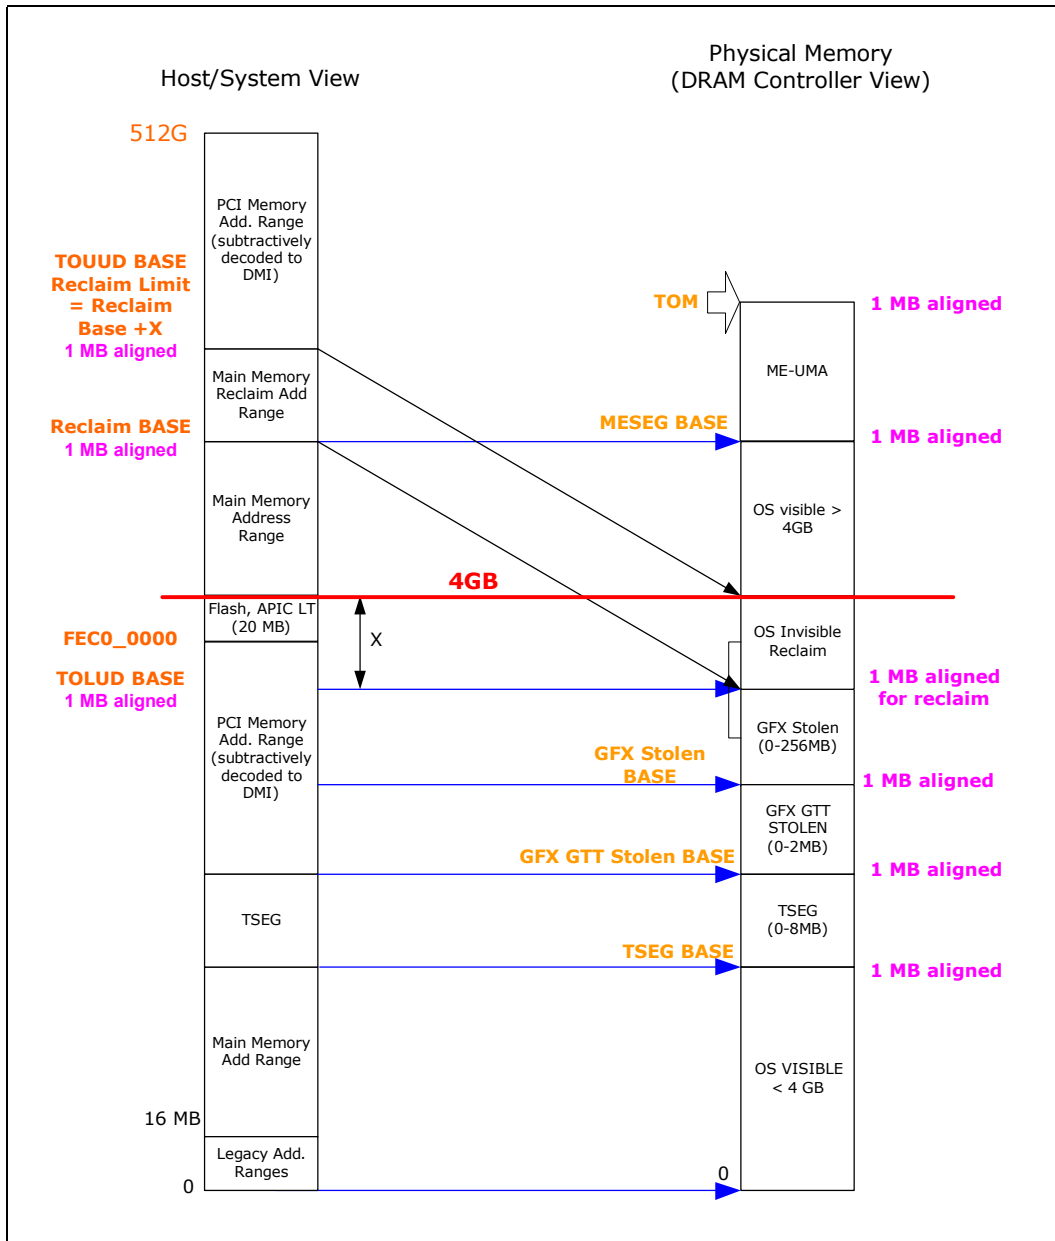 Host/System View
Physical Memory
(DRAM Controller View)
512G
PCI Memory
Add. Range
(subtractively
decoded to
DMI)
TOUUD BASE
Reclaim Limit
= Reclaim
Base +X
1 MB aligned
TOM
1 MB aligned
Main Memory
Reclaim Add
Range
ME-UMA
Reclaim BASE
1 MB aligned
MESEG BASE
1 MB aligned
Main Memory
Address
Range
OS visible >
4GB
4GB
Flash, APIC LT
(20 MB)
X
OS Invisible
Reclaim
FEC0_0000
TOLUD BASE
1 MB aligned
1 MB aligned
for reclaim
PCI Memory
Add. Range
(subtractively
decoded to
DMI)
GFX Stolen
(0-256MB)
GFX Stolen
BASE
1 MB aligned
GFX GTT
STOLEN
(0-2MB)
GFX GTT Stolen BASE
1 MB aligned
TSEG
TSEG
(0-8MB)
TSEG BASE
1 MB aligned
Main Memory
Add Range
OS VISIBLE
< 4 GB
16 MB
Legacy Add.
Ranges
0
0